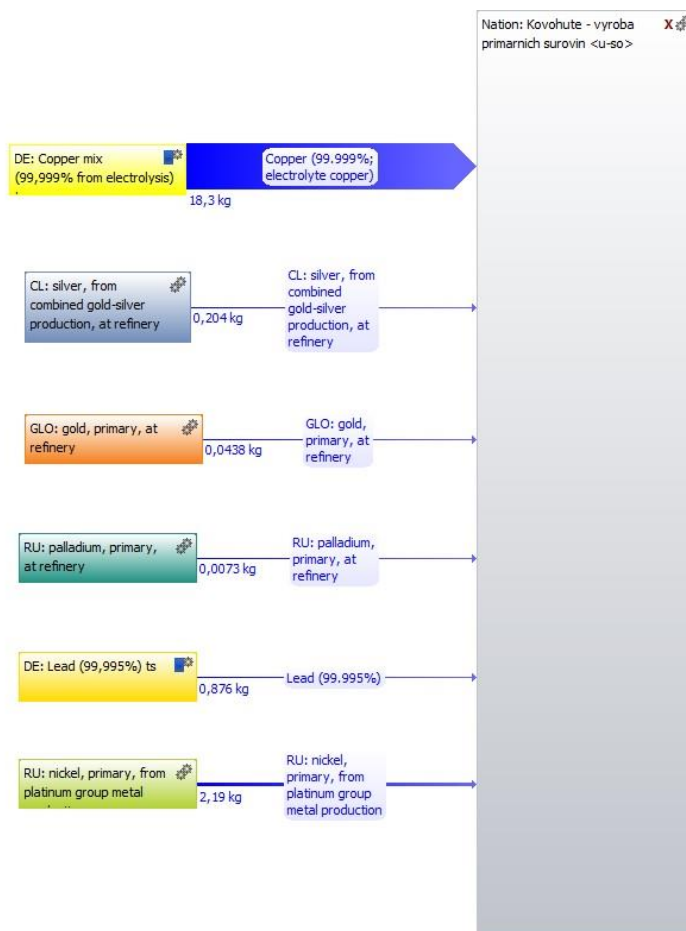 Nation: Kovohute - vyroba
primarnich surovin <u-so>
X
DE: Copper mix
(99,999% from electrolysis)
Copper (99.999%;
electrolyte copper)
18,3 kg
CL: silver, from
combined gold-silver
production, at refinery
0,204 kg
CL: silver, from
combined
gold-silver
production, at
refinery
GLO: gold, primary, at
refinery
0,0438 kg
GLO: gold,
primary, at
refinery
RU: palladium, primary,
at refinery
0,0073 kg
RU: palladium,
primary, at
refinery
DE: Lead (99,995%) ts
0,876 kg
Lead (99.995%)
RU: nickel, primary, from
platinum group metal
2,19 kg
RU: nickel,
primary, from
platinum group
metal production